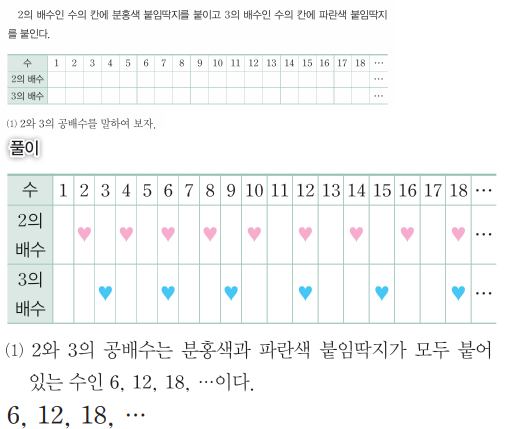 2의 배수인 수의 칸에 분홍색 붙임딱지를 붙이고 3의 배수인 수의 칸에 파란색 붙임딱지
를 붙인다.
수 1 2 3 4 5 6 7 8 9 10 11 12 13 14 15 16 17 18 …
2의 배수 …
3의 배수 …
(1) 2와 3의 공배수를 말하여 보자.
풀이
수 1 2 3 4 5 6 7 8 9 10 11 12 13 14 15 16 17 18 …
2의
배수 …
3의
배수 …
(1) 2와 3의 공배수는 분홍색과 파란색 붙임딱지가 모두 붙어
있는 수인 6, 12, 18, …이다.
6, 12, 18, …